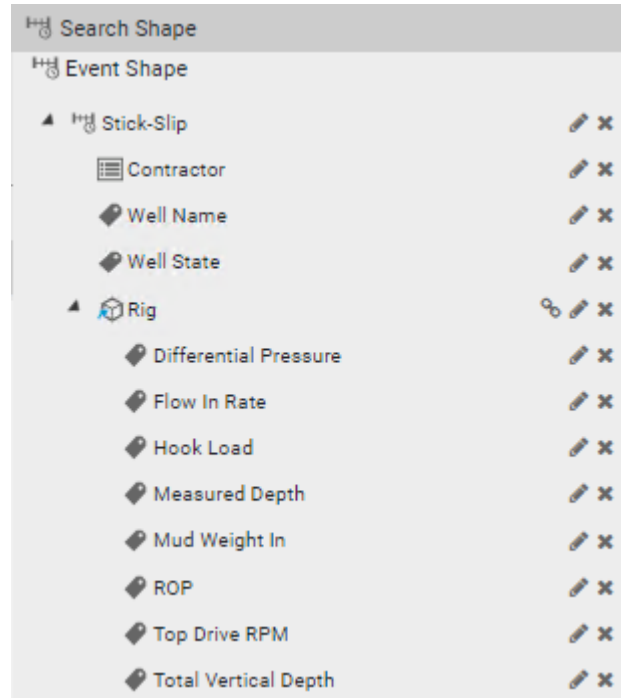 Search Shape
Event Shape
Stick-Slip
Contractor
Well Name
Well State
Rig
Differential Pressure
Flow In Rate
Hook Load
Measured Depth
Mud Weight In
ROP
Top Drive RPM
Total Vertical Depth